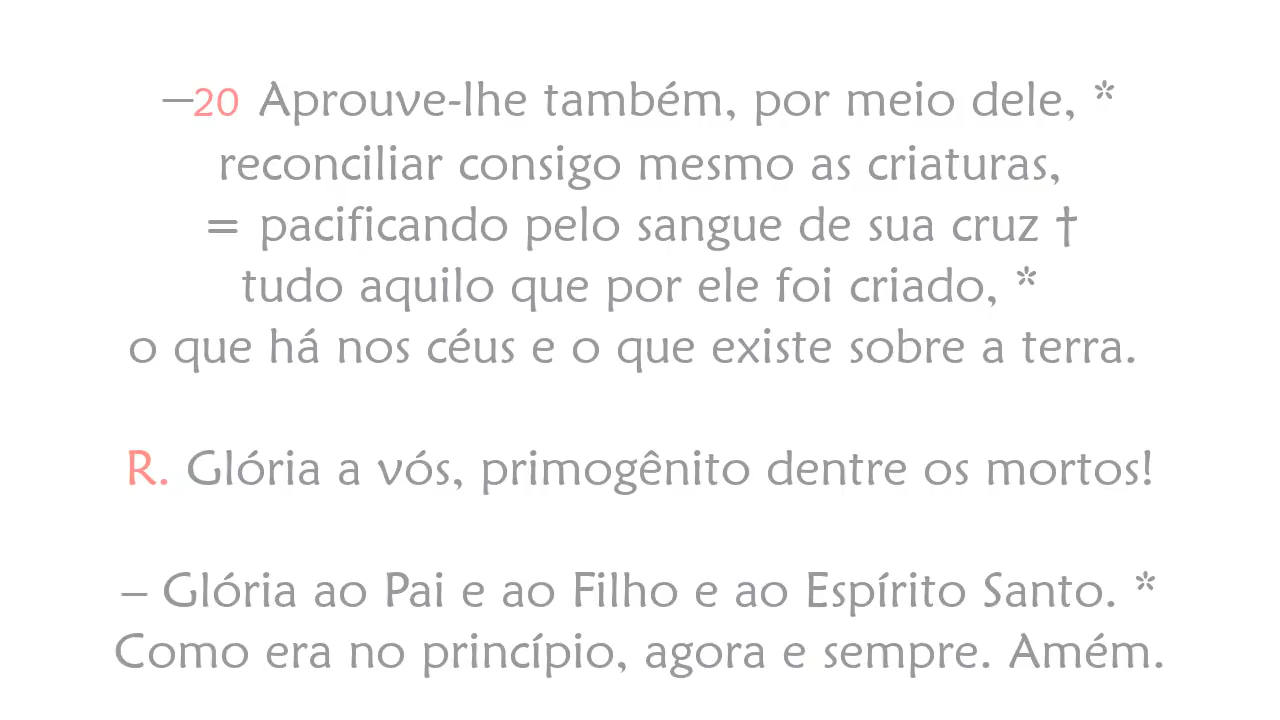 —20 Aprouve-lhe também, por meio dele, *
reconciliar consigo mesmo as criaturas,
= pacificando pelo sangue de sua cruz †
tudo aquilo que por ele foi criado, *
o que há nos céus e o que existe sobre a terra.
R. Glória a vós, primogênito dentre os mortos!
– Glória ao Pai e ao Filho e ao Espírito Santo. *
Como era no princípio, agora e sempre. Amém.